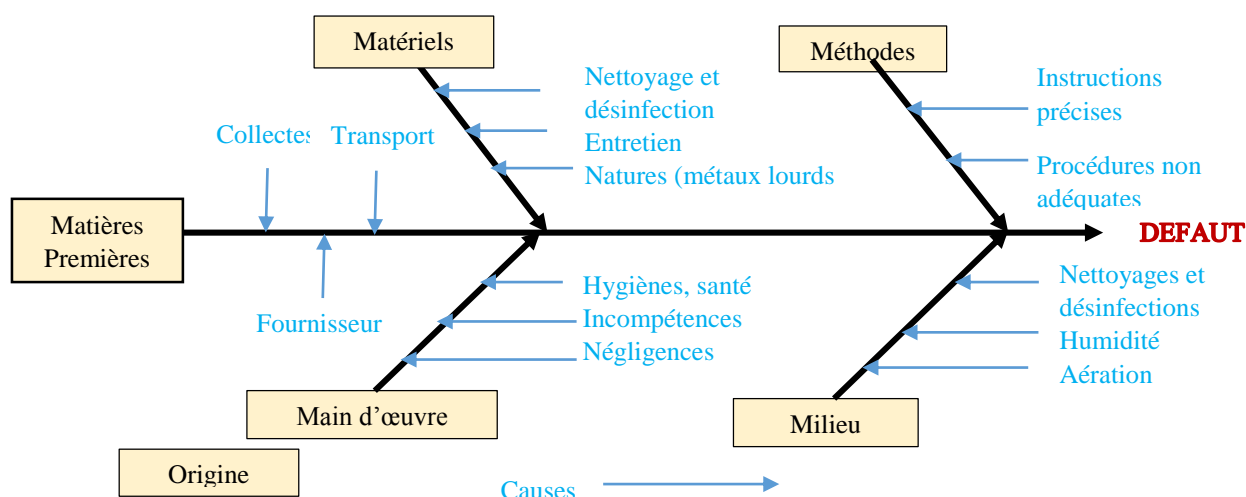 Matériels
Méthodes
Nettoyage et
désinfection
Entretien
Natures (métaux lourds
Instructions
précises
Procédures non
adéquates
Collectes
Transport
Matières
Premières
DEFAUT
Fournisseur
Hygiènes, santé
Incompétences
Négligences
Nettoyages et
désinfections
Humidité
Aération
Main d’œuvre
Milieu
Origine
Causes